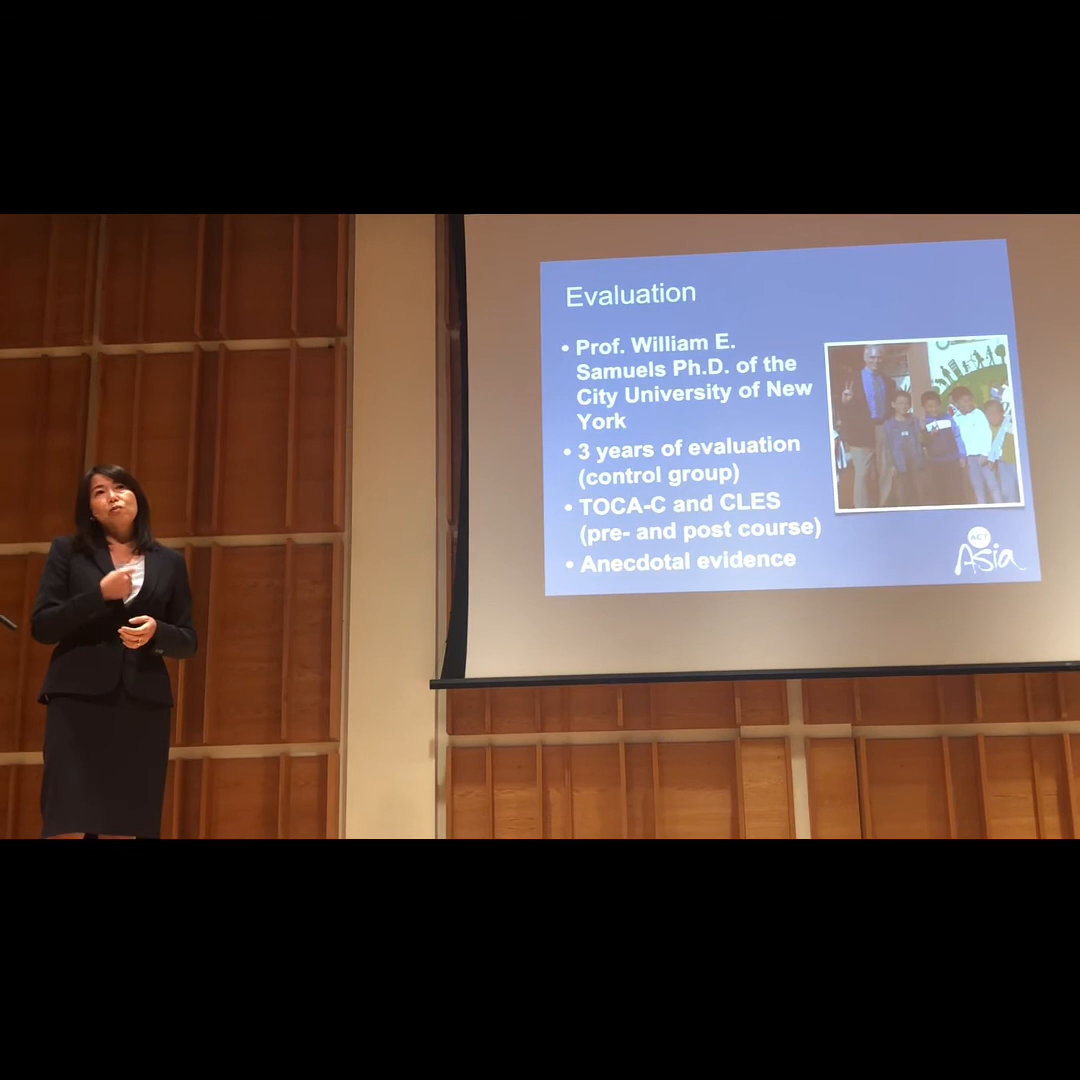 Evaluation
• Prof. William E.
Samuels Ph.D. of the
City University of New
York
• 3 years of evaluation
(control group)
• TOCA-C and CLES
(pre- and post course)
• Anecdotal evidence
ACT
Asia